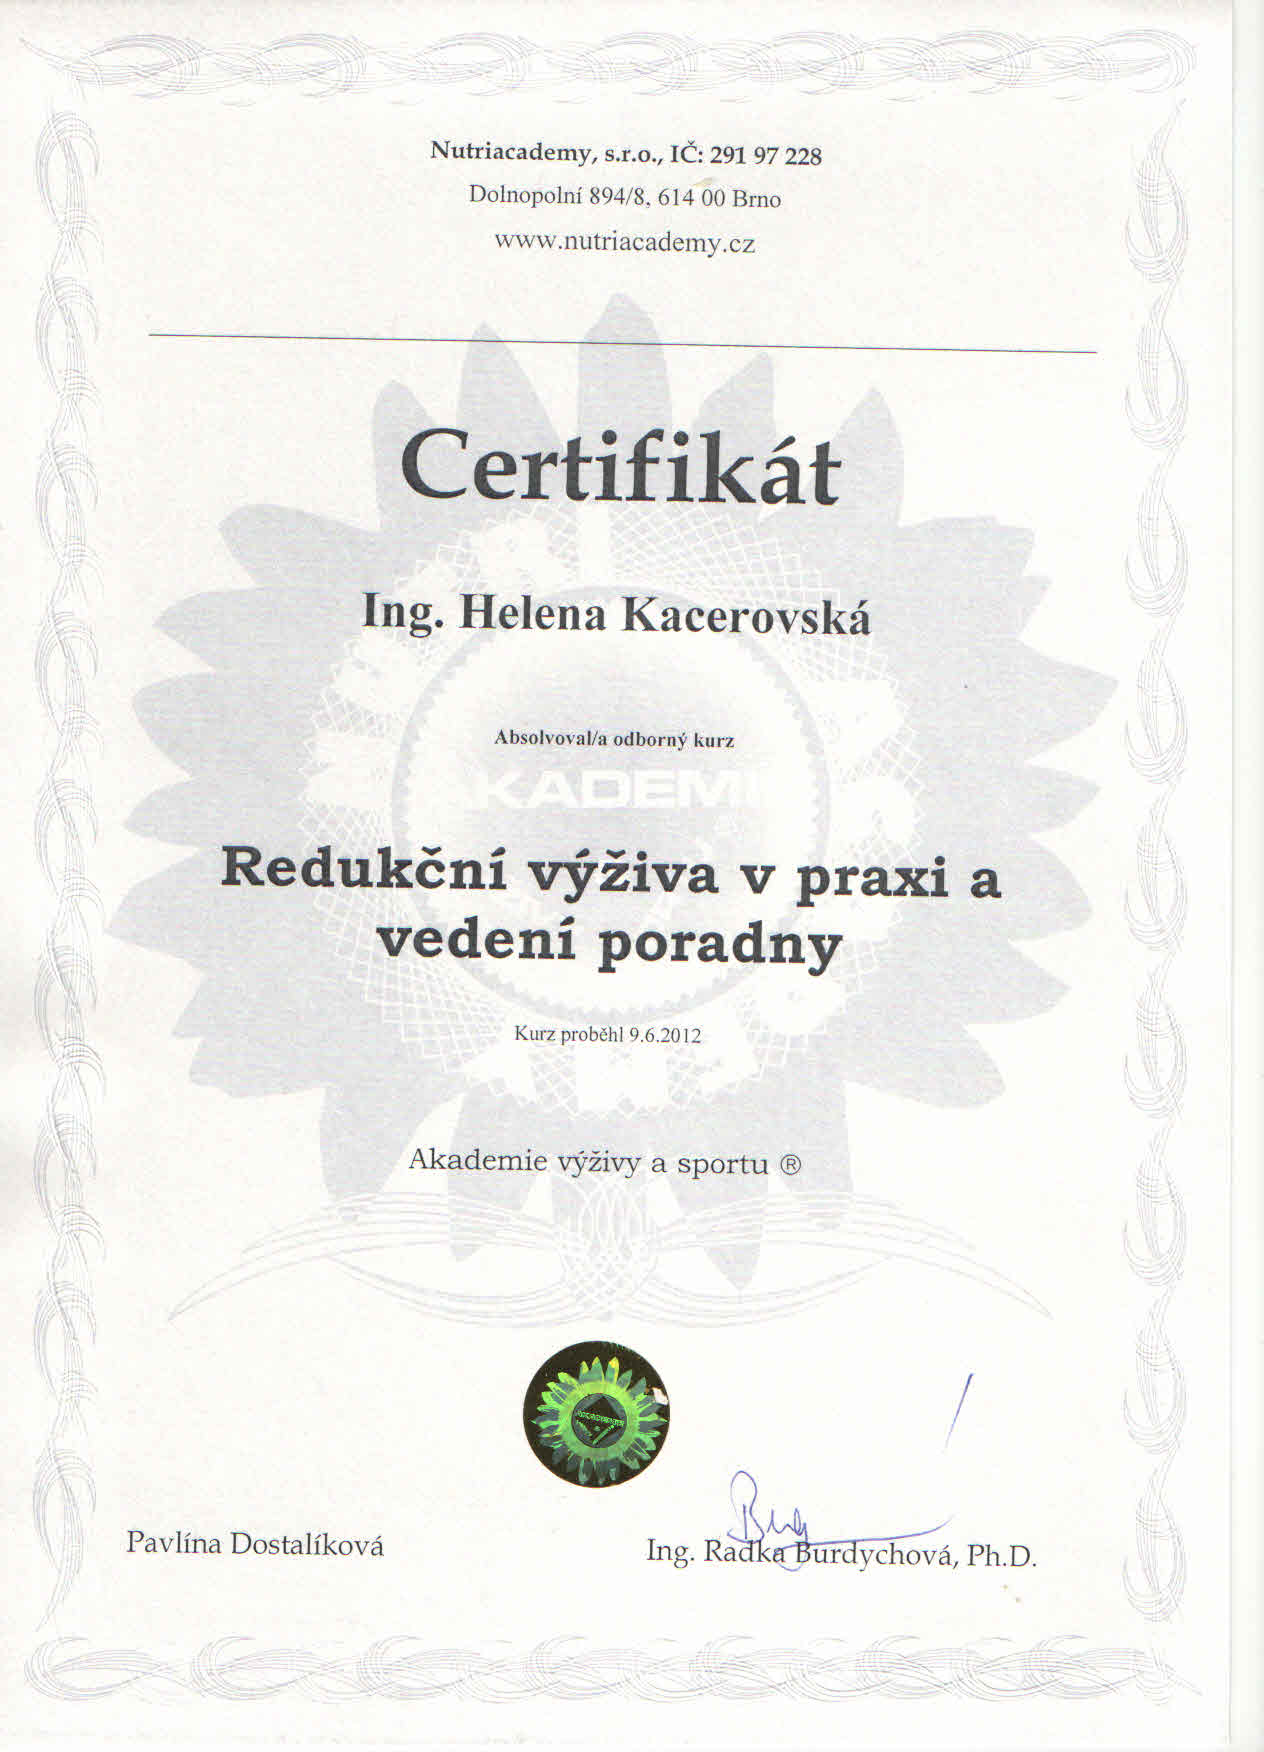 Nutriacademy, s.r.o., IČ: 291 97 228
Dolnopolní 894/8, 614 00 Brno
www.nutriacademy.cz
Certifikát
Ing. Helena Kacerovská
Absolvoval/a odborný kurz
KADEMI
Redukční výživa v praxi a
vedení poradny
Kurz proběhl 9.6.2012
Akademie výživy a sportu ®
Pavlína Dostalíková
Ing. Radka Burdychová, Ph.D.